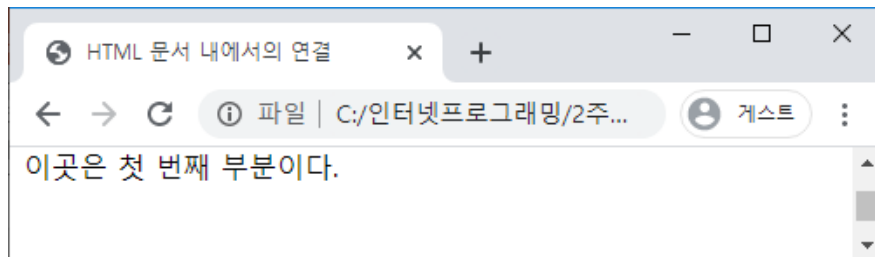 HTML 문서 내에서의 연결
파일 | C:/인터넷프로그래밍/2주...
게스트
이곳은 첫 번째 부분이다.